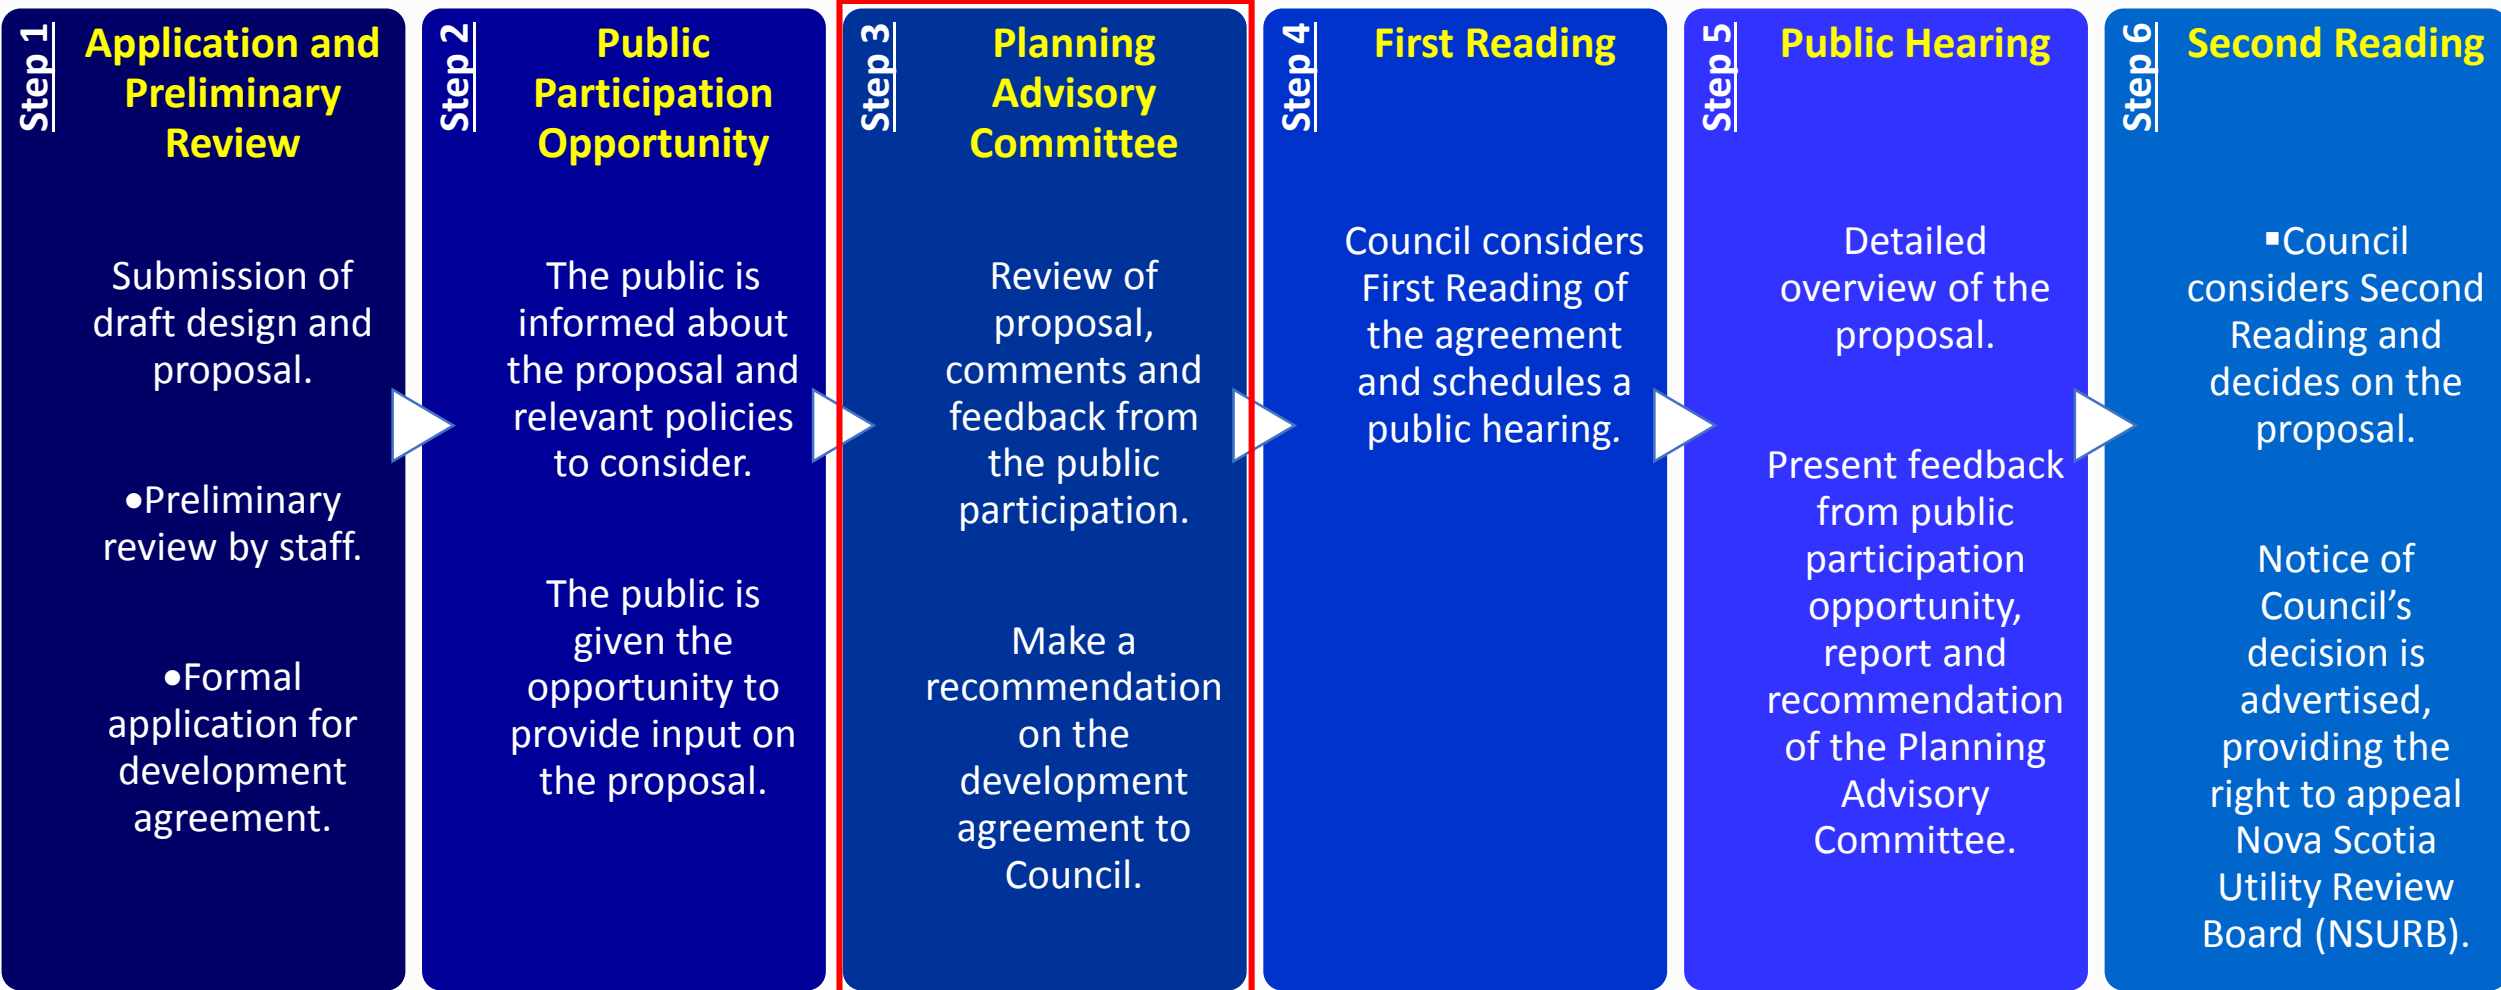 Step 1
Application and
Preliminary
Review
Submission of
draft design and
proposal.
•Preliminary
review by staff.
•Formal
application for
development
agreement.
Step 2
Public
Participation
Opportunity
The public is
informed about
the proposal and
relevant policies
to consider.
The public is
given the
opportunity to
provide input on
the proposal.
Step 3
Planning
Advisory
Committee
Review of
proposal,
comments and
feedback from
the public
participation.
Make a
recommendation
on the
development
agreement to
Council.
Step 4
First Reading
Council considers
First Reading of
the agreement
and schedules a
public hearing.
Step 5
Public Hearing
Detailed
overview of the
proposal.
Present feedback
from public
participation
opportunity,
report and
recommendation
of the Planning
Advisory
Committee.
Step 6
Second Reading
▪Council
considers Second
Reading and
decides on the
proposal.
Notice of
Council’s
decision is
advertised,
providing the
right to appeal
Nova Scotia
Utility Review
Board (NSURB).